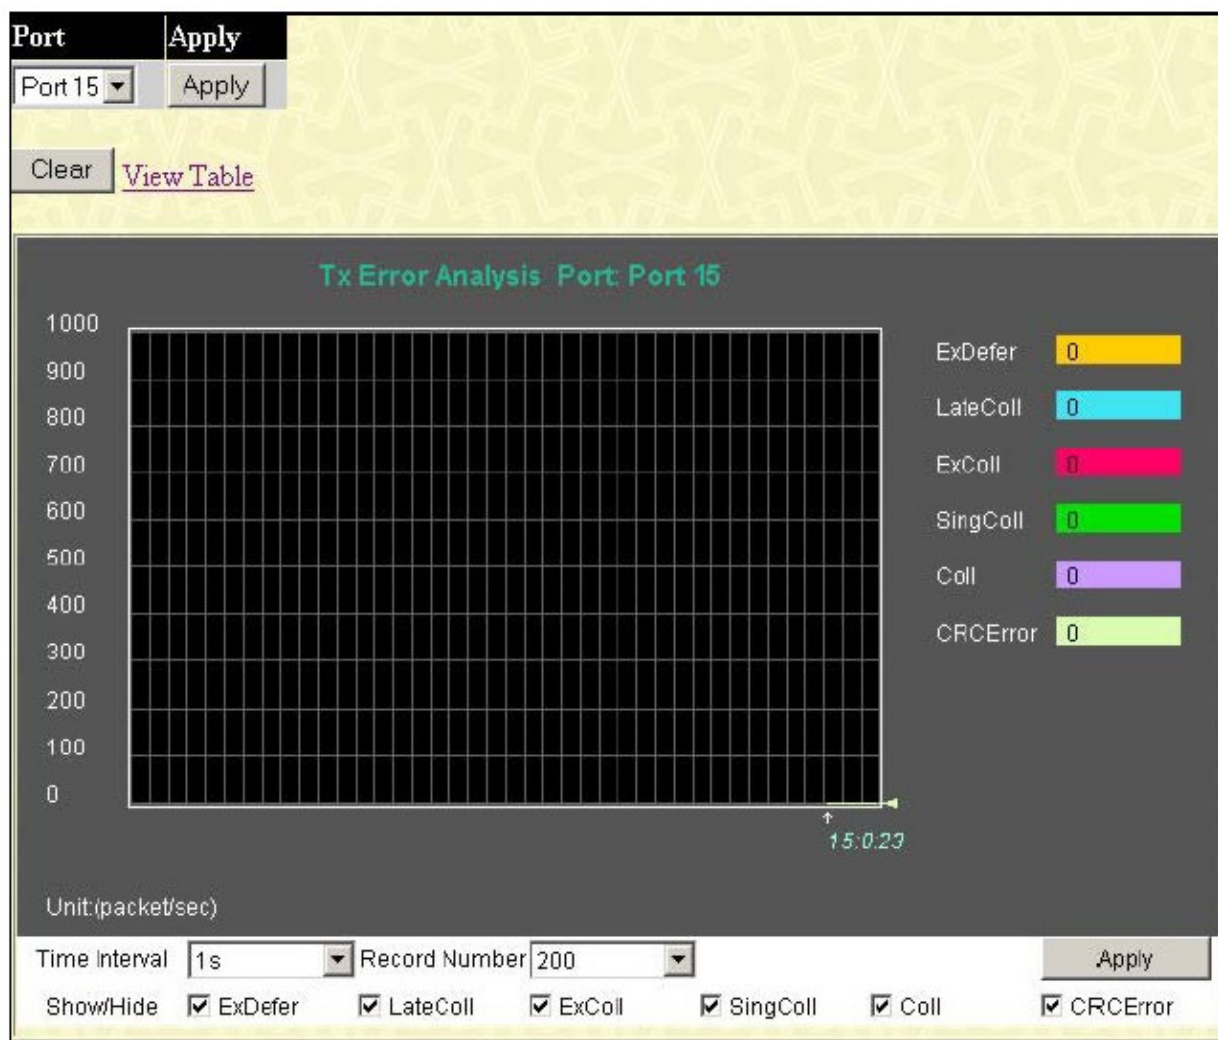 Port Apply
Port 15 Apply
Clear View Table
Tx Error Analysis Port: Port 15
1000
900
800
700
600
500
400
300
200
100
0
ExDefer 0
LateColl 0
ExColl 0
SingColl 0
Coll 0
CRCError 0
15:0:23
Unit:(packet/sec)
Time Interval 1s Record Number 200 Apply
Show/Hide ExDefer LateColl ExColl SingColl Coll CRCError